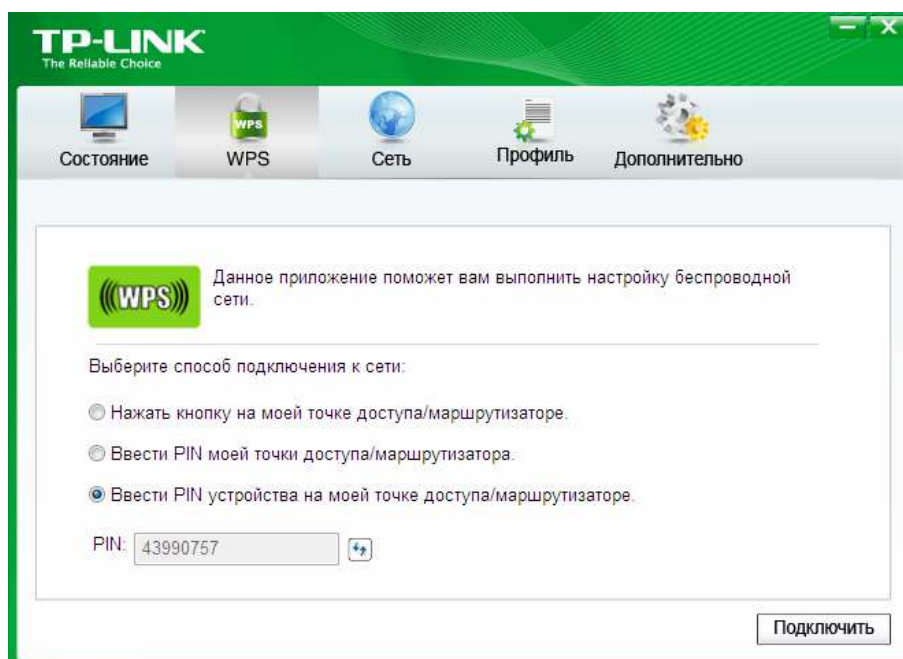 TP-LINK
The Reliable Choice
Состояние WPS Сеть Профиль Дополнительно
WPS
WPS
Данное приложение поможет вам выполнить настройку беспроводной
сети.
Выберите способ подключения к сети:
Нажать кнопку на моей точке доступа/маршрутизаторе.
Ввести PIN моей точки доступа/маршрутизатора.
Ввести PIN устройства на моей точке доступа/маршрутизаторе.
PIN: 43990757
Подключить